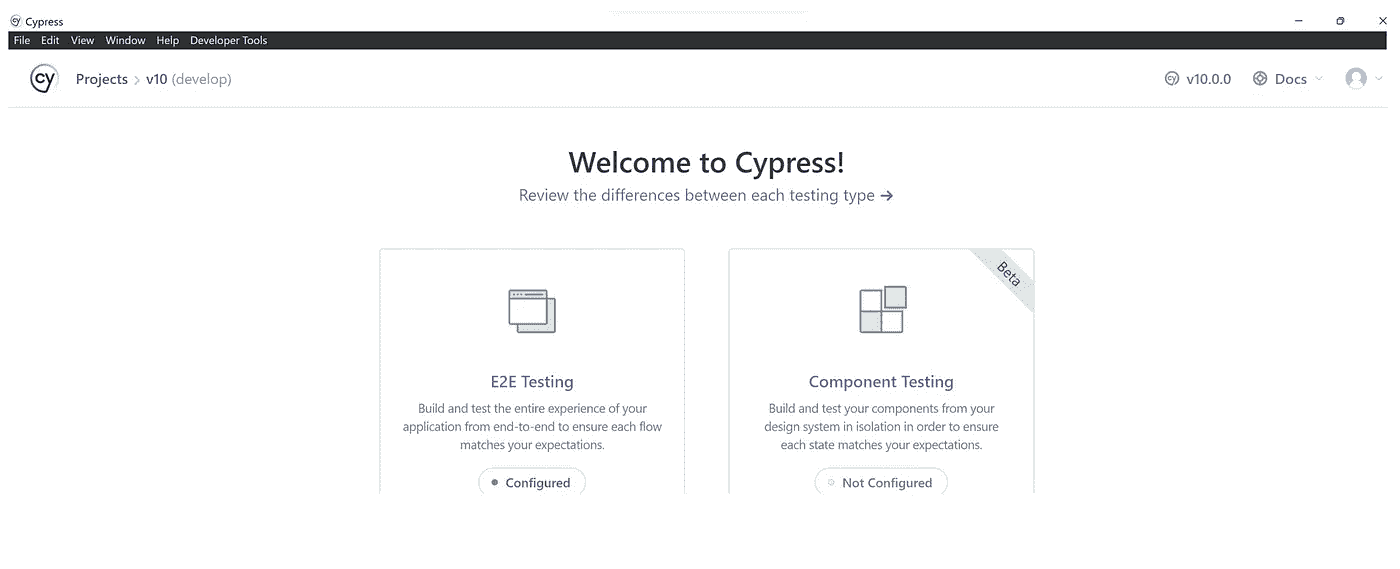 Cypress
File Edit View Window Help Developer Tools
cy Projects > v10 (develop) v10.0.0 Docs
Welcome to Cypress!
Review the differences between each testing type →
Beta
E2E Testing
Build and test the entire experience of your
application from end-to-end to ensure each flow
matches your expectations.
Configured
Component Testing
Build and test your components from your
design system in isolation in order to ensure
each state matches your expectations.
Not Configured